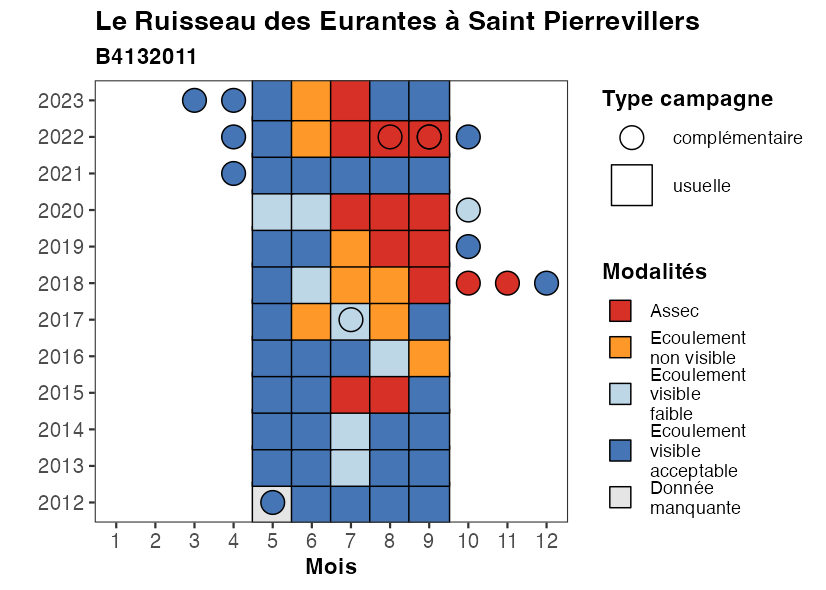 Le Ruisseau des Eurantes à Saint Pierrevillers
B4132011
2023
2022
2021
2020
2019
2018
2017
2016
2015
2014
2013
2012
1 2 3 4 5 6 7 8 9 10 11 12
Mois
Type campagne
complémentaire
usuelle
Modalités
Assec
Ecoulement
non visible
Ecoulement
visible
faible
Ecoulement
visible
acceptable
Donnée
manquante